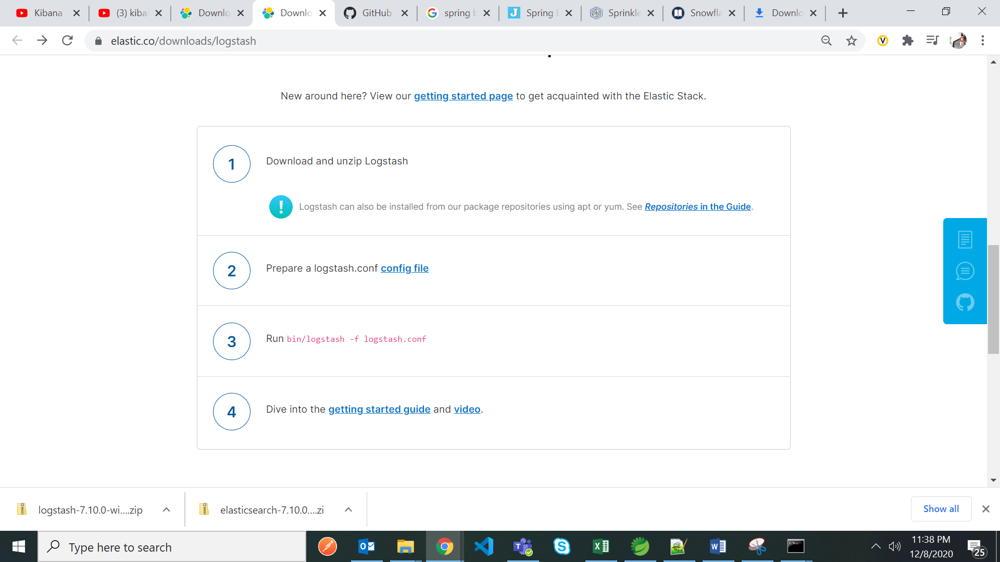 Kibana
(3) kiba
Downlo
Downlo
GitHub
spring b
Spring B
Sprinkle
Snowfla
Downlo
elastic.co/downloads/logstash
New around here? View our getting started page to get acquainted with the Elastic Stack.
1
Download and unzip Logstash
Logstash can also be installed from our package repositories using apt or yum. See Repositories in the Guide.
2
Prepare a logstash.conf config file
3
Run bin/logstash -f logstash.conf
4
Dive into the getting started guide and video.
logstash-7.10.0-wi....zip
elasticsearch-7.10.0....zi
Show all
Type here to search
11:38 PM
12/8/2020
25